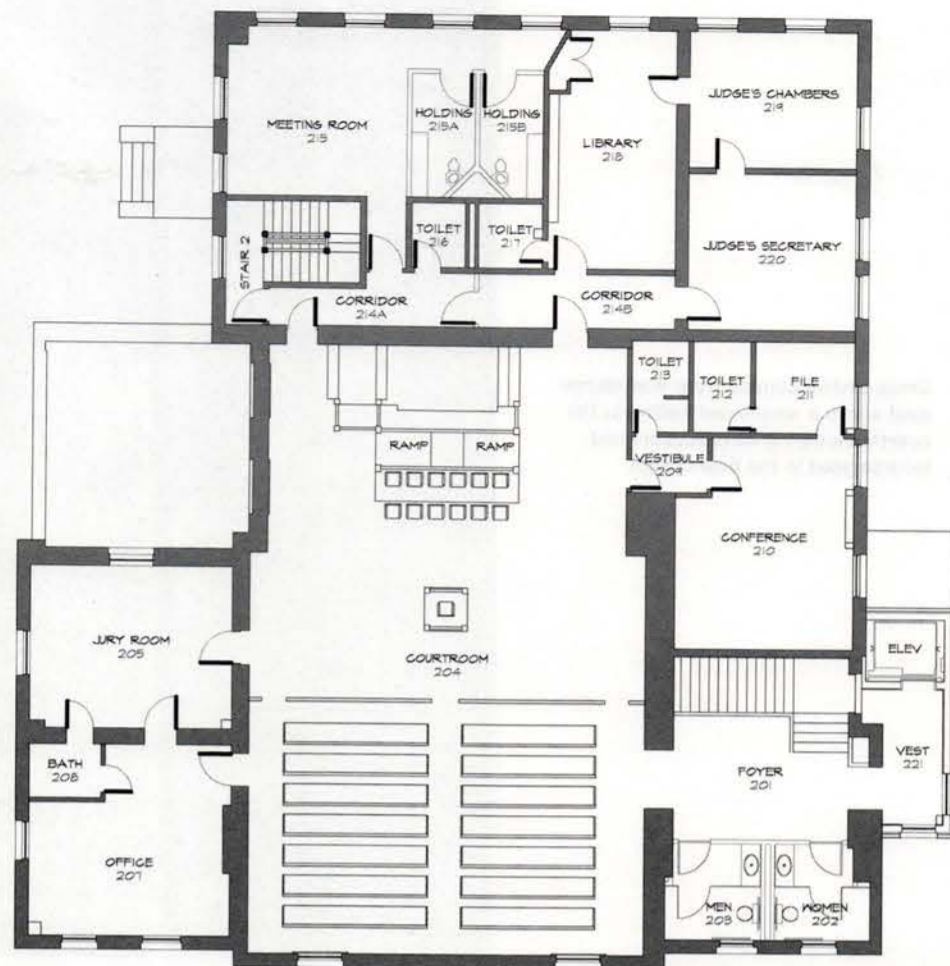 MEETING ROOM
215
HOLDING
215A
HOLDING
215B
LIBRARY
218
JUDGE'S CHAMBERS
219
TOILET
216
TOILET
217
JUDGE'S SECRETARY
220
STAIR 2
CORRIDOR
214A
CORRIDOR
214B
TOILET
213
TOILET
212
FILE
211
RAMP
RAMP
VESTIBULE
209
CONFERENCE
210
JURY ROOM
205
COURTROOM
204
ELEV
BATH
208
FOYER
201
VEST
221
OFFICE
207
MEN
203
WOMEN
202